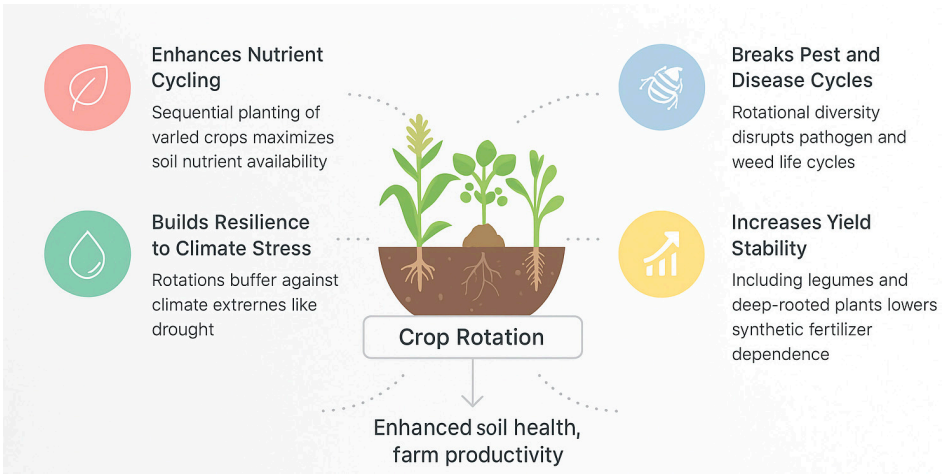 Enhances Nutrient
Cycling
Sequential planting of
varled crops maximizes
soil nutrient availability
Builds Resilience
to Climate Stress
Rotations buffer against
climate extrernes like
drought
Breaks Pest and
Disease Cycles
Rotational diversity
disrupts pathogen and
weed life cycles
Increases Yield
Stability
Including legumes and
deep-rooted plants lowers
synthetic fertilizer
dependence
Crop Rotation
Enhanced soil health,
farm productivity